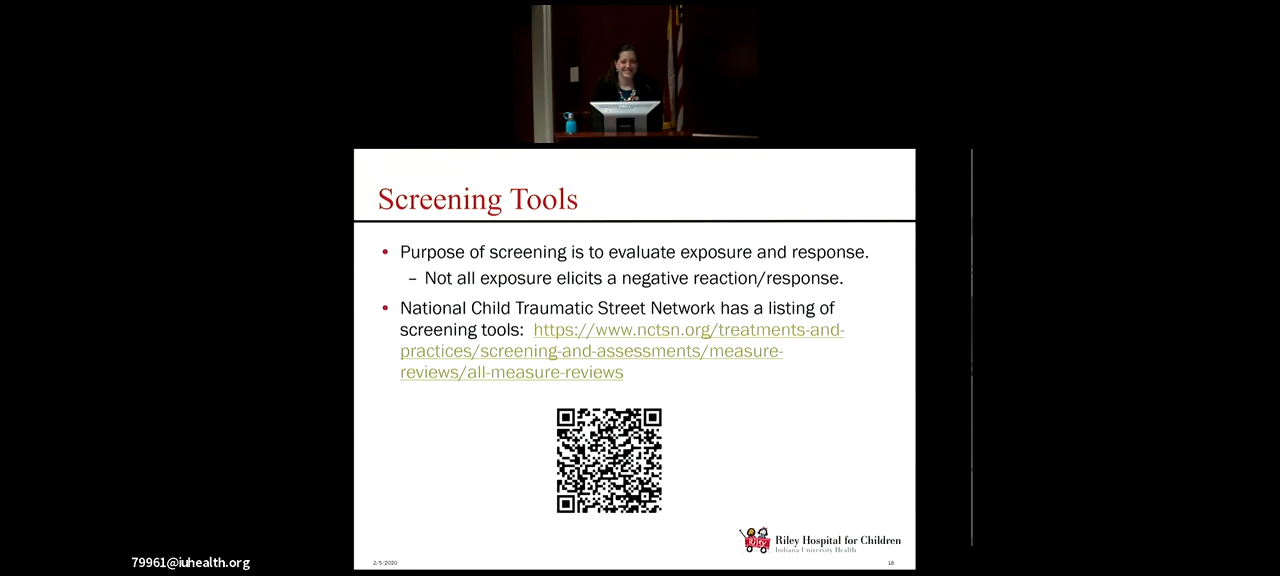 Screening Tools
• Purpose of screening is to evaluate exposure and response.
– Not all exposure elicits a negative reaction/response.
• National Child Traumatic Street Network has a listing of
screening tools: https://www.nctsn.org/treatments-and-
practices/screening-and-assessments/measure-
reviews/all-measure-reviews
Riley Hospital for Children
Indiana University Health
2/5/2020
18
79961@iuhealth.org